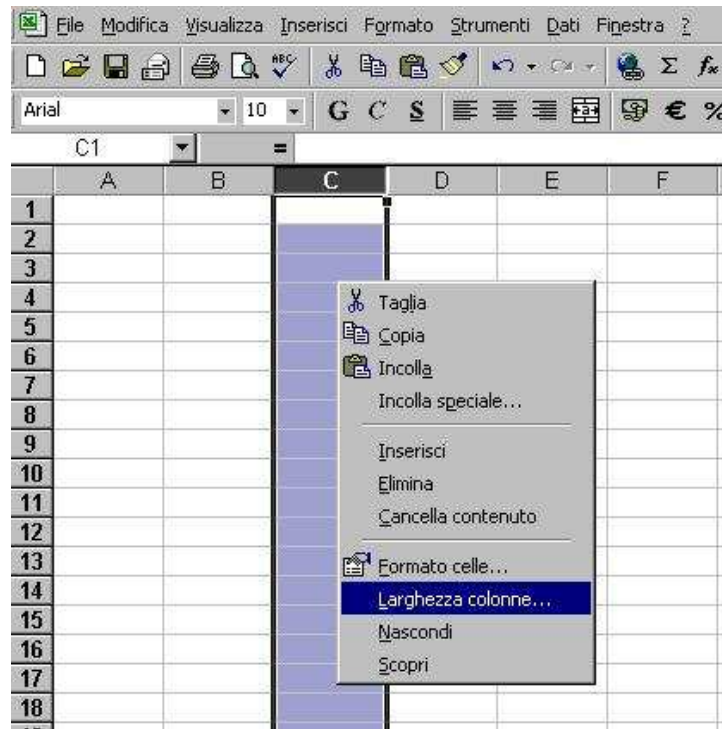 File Modifica Visualizza Inserisci Formato Strumenti Dati Finestra ?
ABC Σ fx
Arial 10 G C S a € %
C1 =
A B C D E F
1
2
3
4 Taglia
5 Copia
6 Incolla
7 Incolla speciale...
8
9 Inserisci
10 Elimina
11 Cancella contenuto
12
13 Formato celle...
14 Larghezza colonne...
15 Nascondi
16 Scopri
17
18